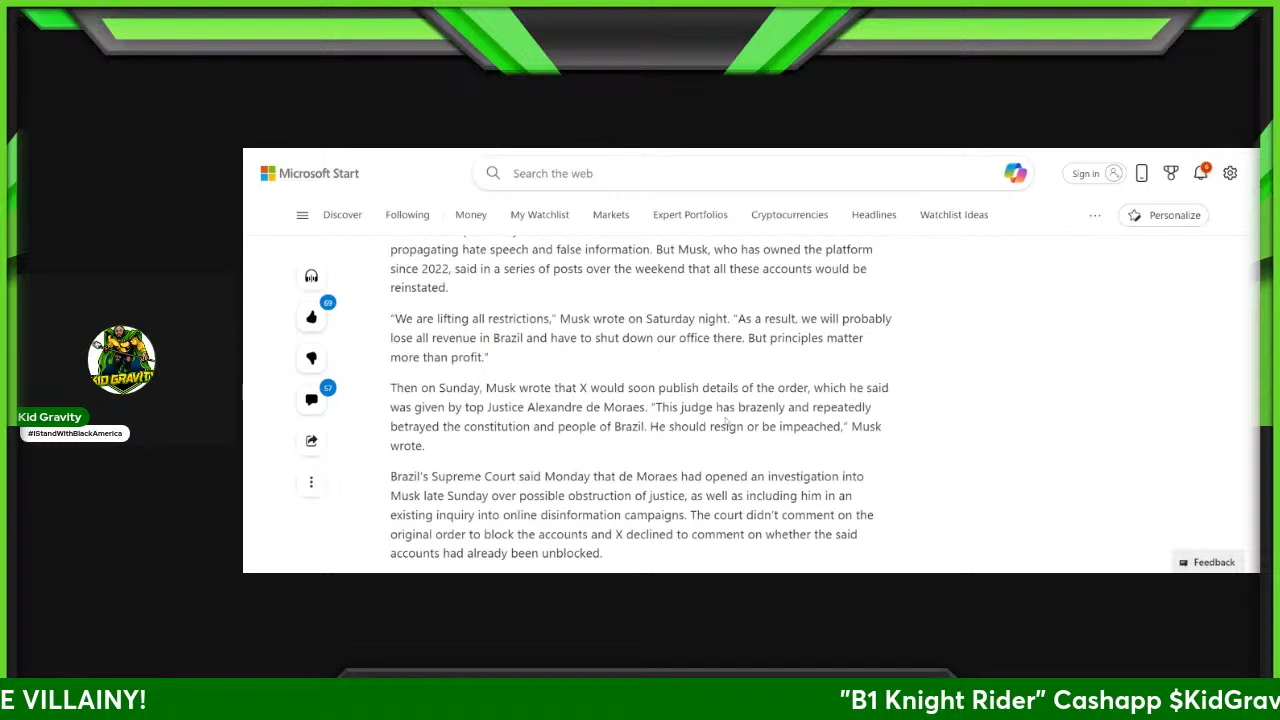 Microsoft Start
Search the web
Sign in
6
Discover
Following
Money
My Watchlist
Markets
Expert Portfolios
Cryptocurrencies
Headlines
Watchlist Ideas
...
Personalize
propagating hate speech and false information. But Musk, who has owned the platform
since 2022, said in a series of posts over the weekend that all these accounts would be
reinstated.
69
"We are lifting all restrictions," Musk wrote on Saturday night. "As a result, we will probably
lose all revenue in Brazil and have to shut down our office there. But principles matter
more than profit."
57
Then on Sunday, Musk wrote that X would soon publish details of the order, which he said
was given by top Justice Alexandre de Moraes. "This judge has brazenly and repeatedly
betrayed the constitution and people of Brazil. He should resign or be impeached," Musk
wrote.
Brazil's Supreme Court said Monday that de Moraes had opened an investigation into
Musk late Sunday over possible obstruction of justice, as well as including him in an
existing inquiry into online disinformation campaigns. The court didn't comment on the
original order to block the accounts and X declined to comment on whether the said
accounts had already been unblocked.
Feedback
KID GRAVITY
Kid Gravity
#IStandWithBlackAmerica
E VILLAINY!
"B1 Knight Rider" Cashapp $KidGrav